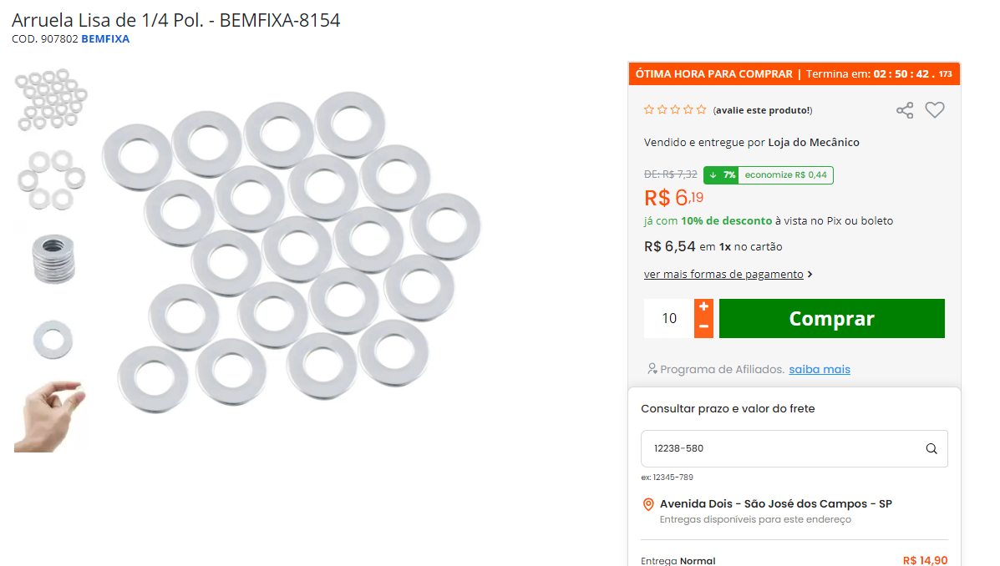 Arruela Lisa de 1/4 Pol. - BEMFIXA-8154
COD. 907802 BEMFIXA
ÓTIMA HORA PARA COMPRAR | Termina em: 02 : 50 : 42 . 173
(avalie este produto!)
Vendido e entregue por Loja do Mecânico
DE: R$ 7,32 7% economize R$ 0,44
R$ 6,19
já com 10% de desconto à vista no Pix ou boleto
R$ 6,54 em 1x no cartão
ver mais formas de pagamento
10 + − Comprar
Programa de Afiliados. saiba mais
Consultar prazo e valor do frete
12238-580
ex: 12345-789
Avenida Dois - São José dos Campos - SP
Entregas disponíveis para este endereço
Entrega Normal R$ 14,90